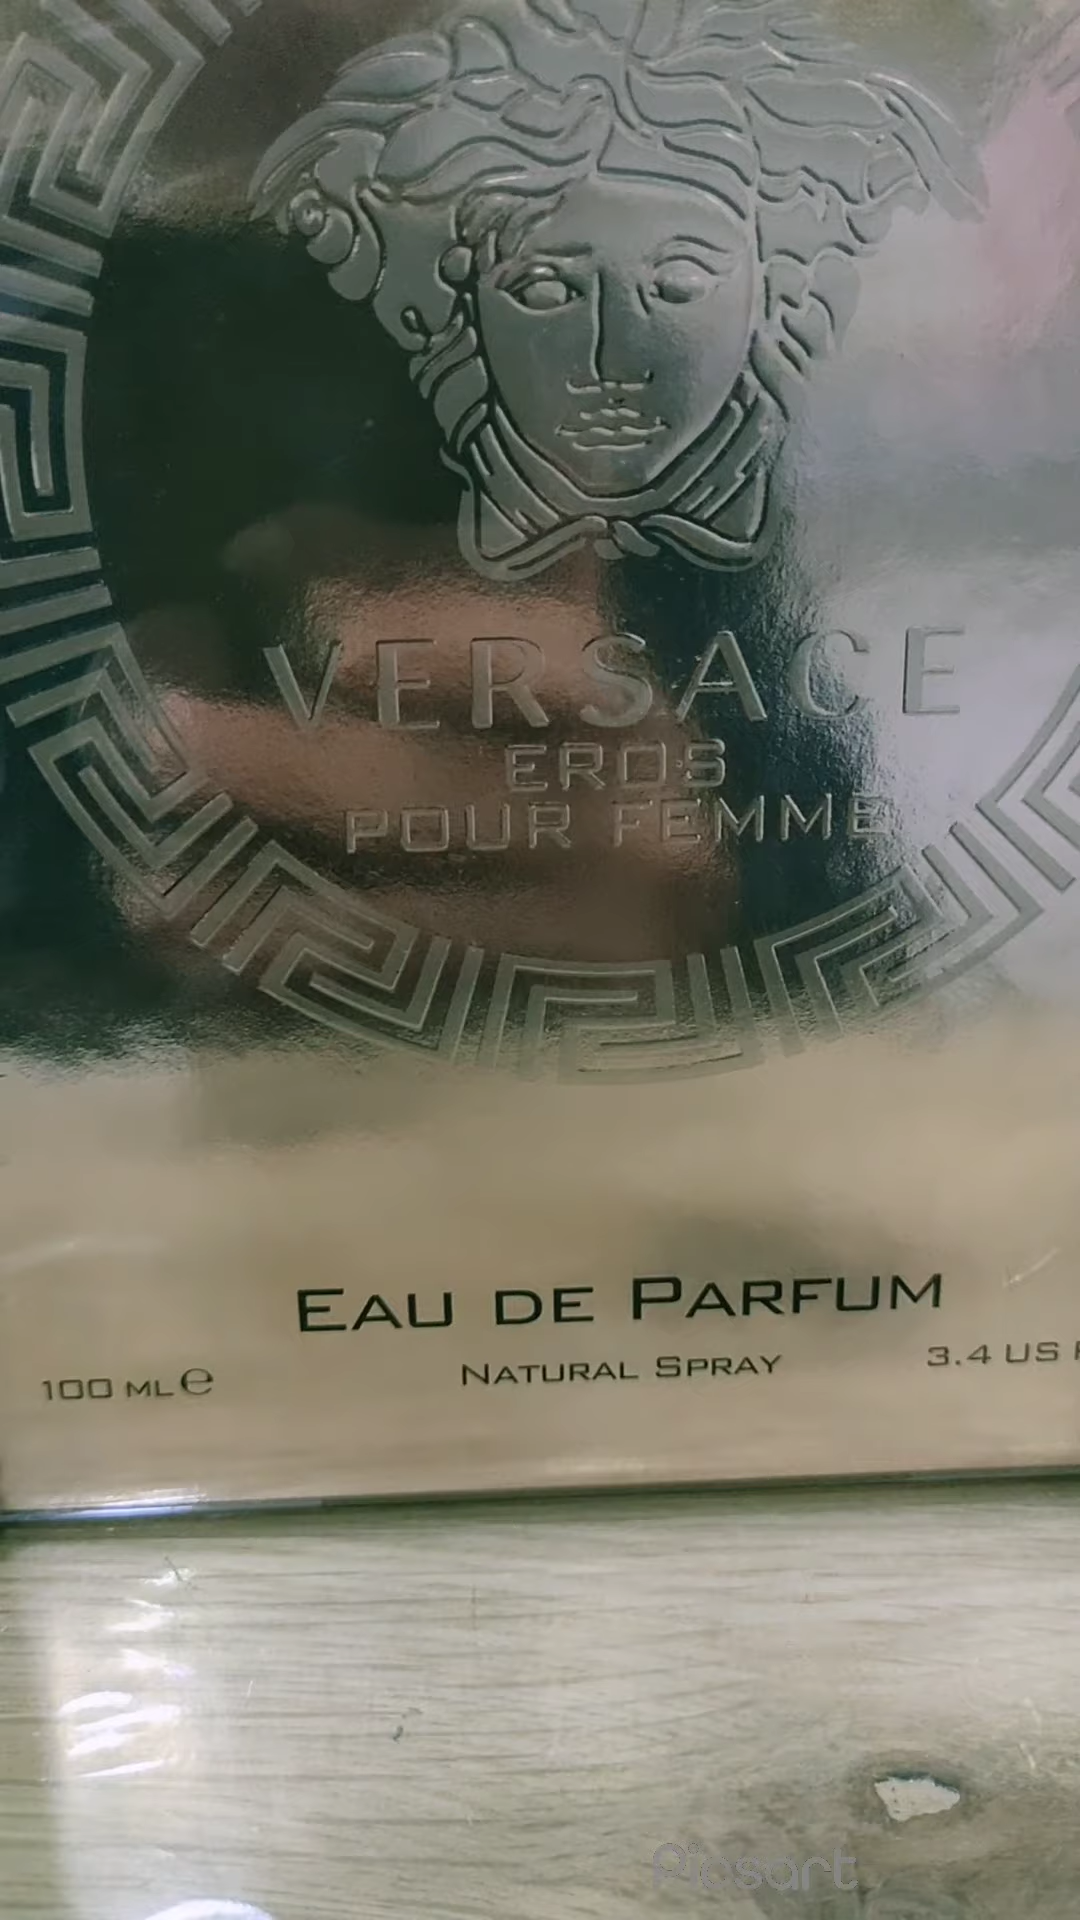 VERSACE
EROS
POUR FEMME
EAU DE PARFUM
100 ML e
NATURAL SPRAY
3.4 US
Picsart